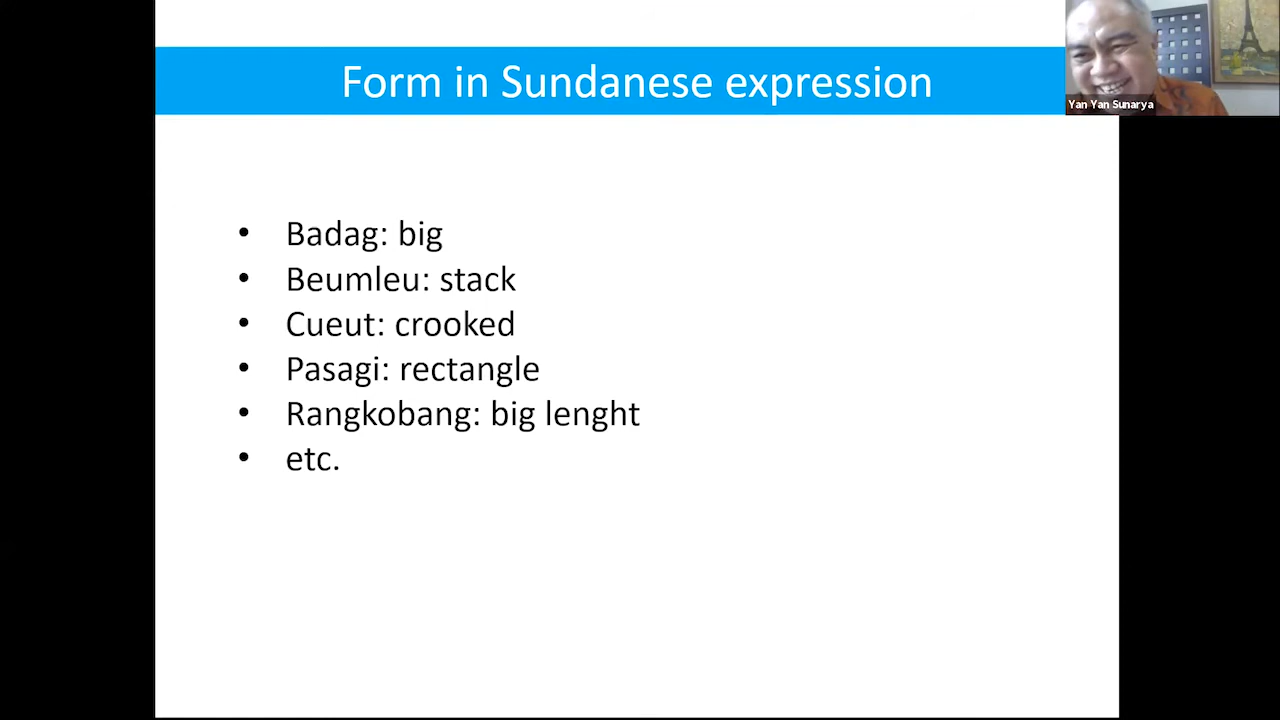 Form in Sundanese expression
Yan Yan Sunarya
• Badag: big
• Beumleu: stack
• Cueut: crooked
• Pasagi: rectangle
• Rangkobang: big lenght
• etc.